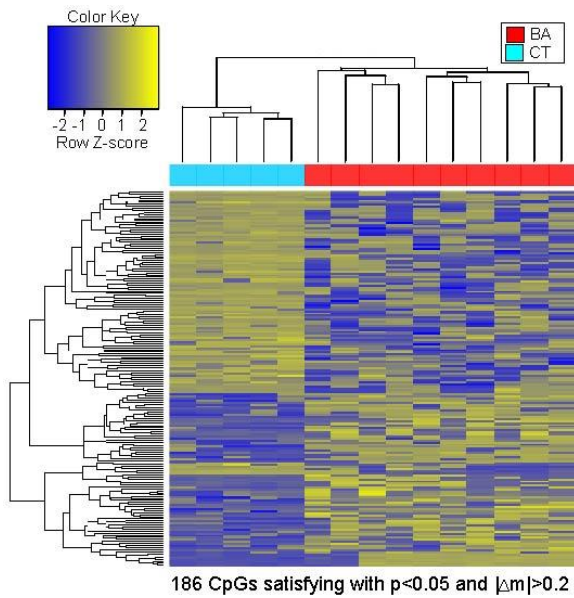 Color Key
-2 -1 0 1 2
Row Z-score
BA
CT
186 CpGs satisfying with p<0.05 and |Δm|>0.2